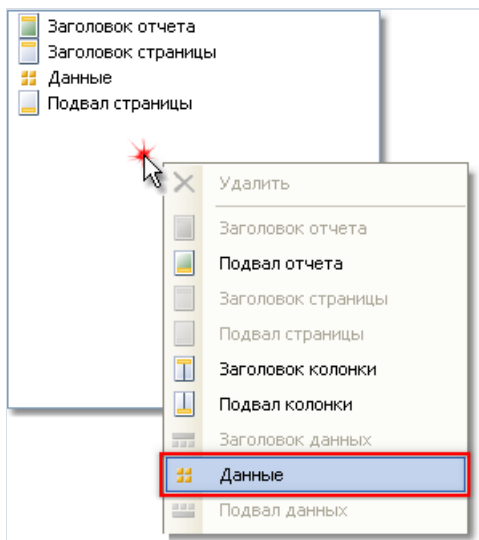 Заголовок отчета
Заголовок страницы
Данные
Подвал страницы
Удалить
Заголовок отчета
Подвал отчета
Заголовок страницы
Подвал страницы
Заголовок колонки
Подвал колонки
Заголовок данных
Данные
Подвал данных